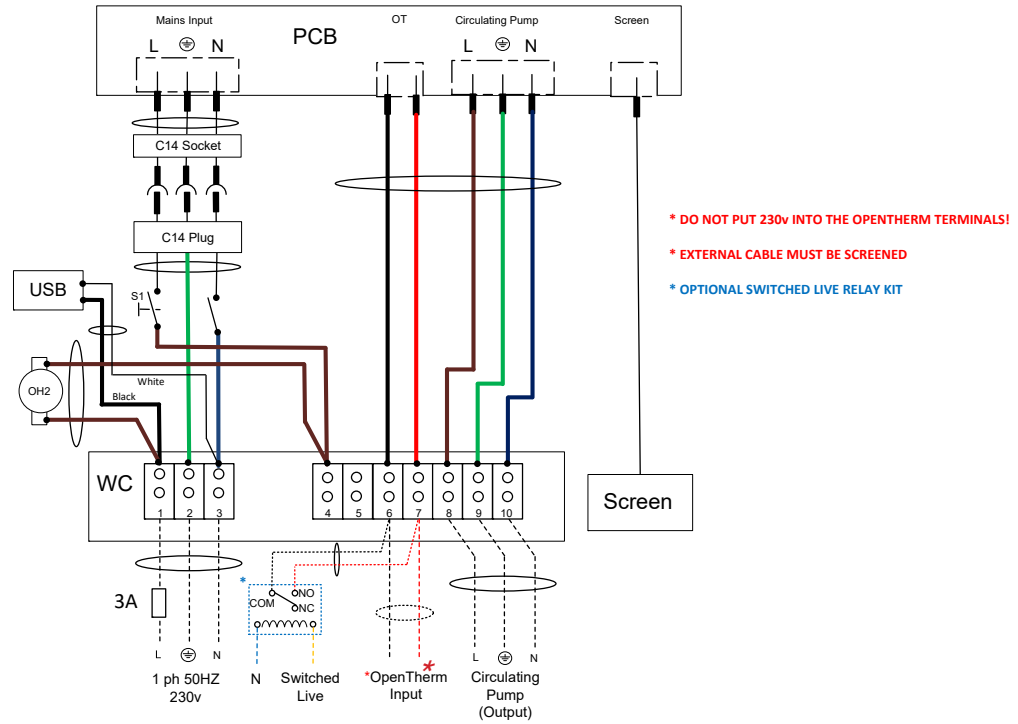 Mains Input
OT
Circulating Pump
Screen
PCB
L
N
L
N
C14 Socket
C14 Plug
* DO NOT PUT 230v INTO THE OPENTHERM TERMINALS!
* EXTERNAL CABLE MUST BE SCREENED
* OPTIONAL SWITCHED LIVE RELAY KIT
USB
S1
OH2
White
Black
WC
1
2
3
4
5
6
7
8
9
10
Screen
3A
*
COM
NO
NC
L
N
1 ph 50HZ
230v
N
Switched
Live
*OpenTherm
Input
*
L
N
Circulating
Pump
(Output)